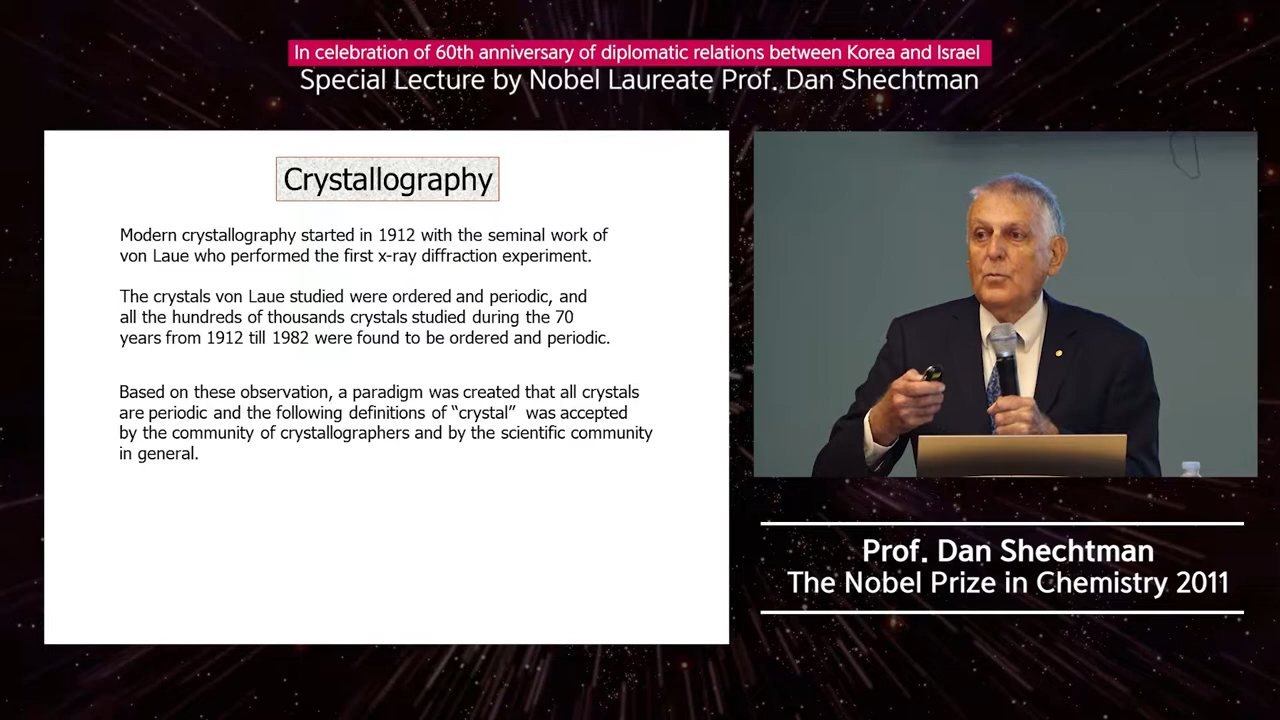 In celebration of 60th anniversary of diplomatic relations between Korea and Israel
Special Lecture by Nobel Laureate Prof. Dan Shechtman
Crystallography
Modern crystallography started in 1912 with the seminal work of
von Laue who performed the first x-ray diffraction experiment.
The crystals von Laue studied were ordered and periodic, and
all the hundreds of thousands crystals studied during the 70
years from 1912 till 1982 were found to be ordered and periodic.
Based on these observation, a paradigm was created that all crystals
are periodic and the following definitions of “crystal” was accepted
by the community of crystallographers and by the scientific community
in general.
Prof. Dan Shechtman
The Nobel Prize in Chemistry 2011